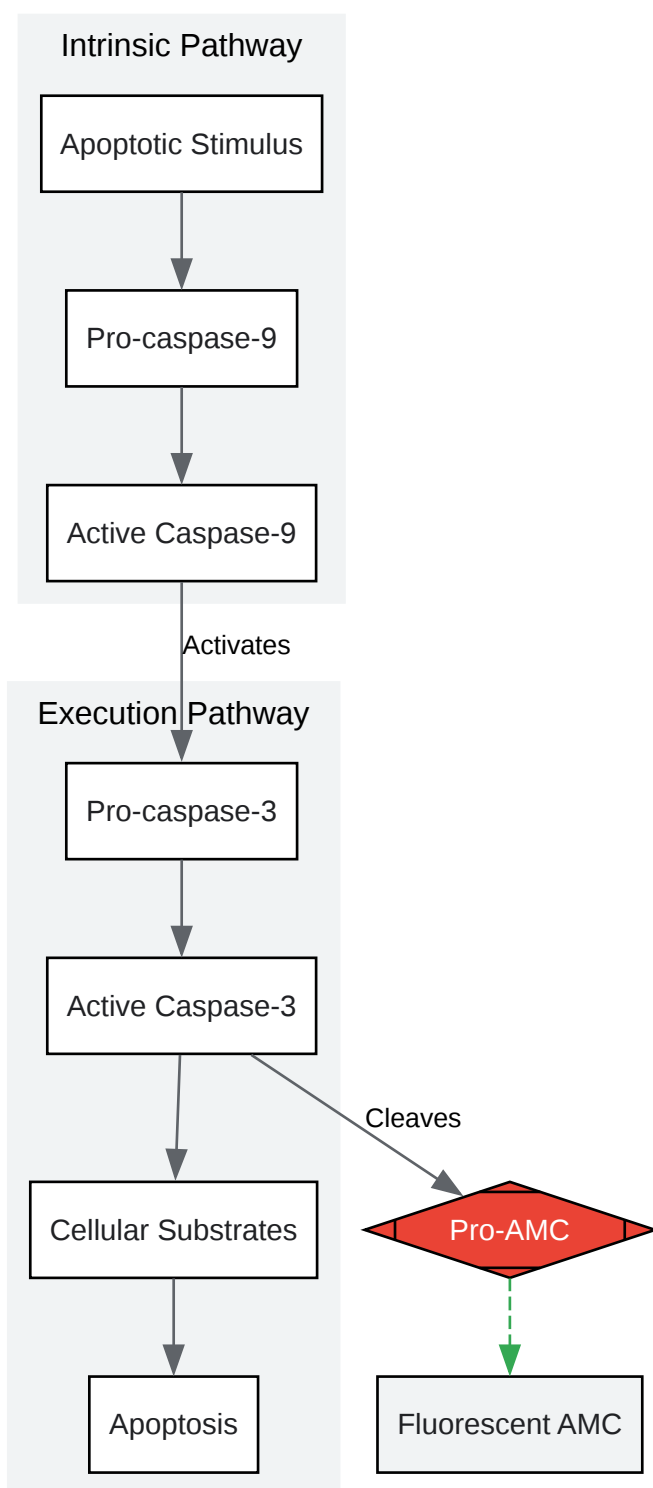 Intrinsic Pathway
Apoptotic Stimulus
Pro-caspase-9
Active Caspase-9
Activates
Execution Pathway
Pro-caspase-3
Active Caspase-3
Cleaves
Cellular Substrates
Pro-AMC
Apoptosis
Fluorescent AMC